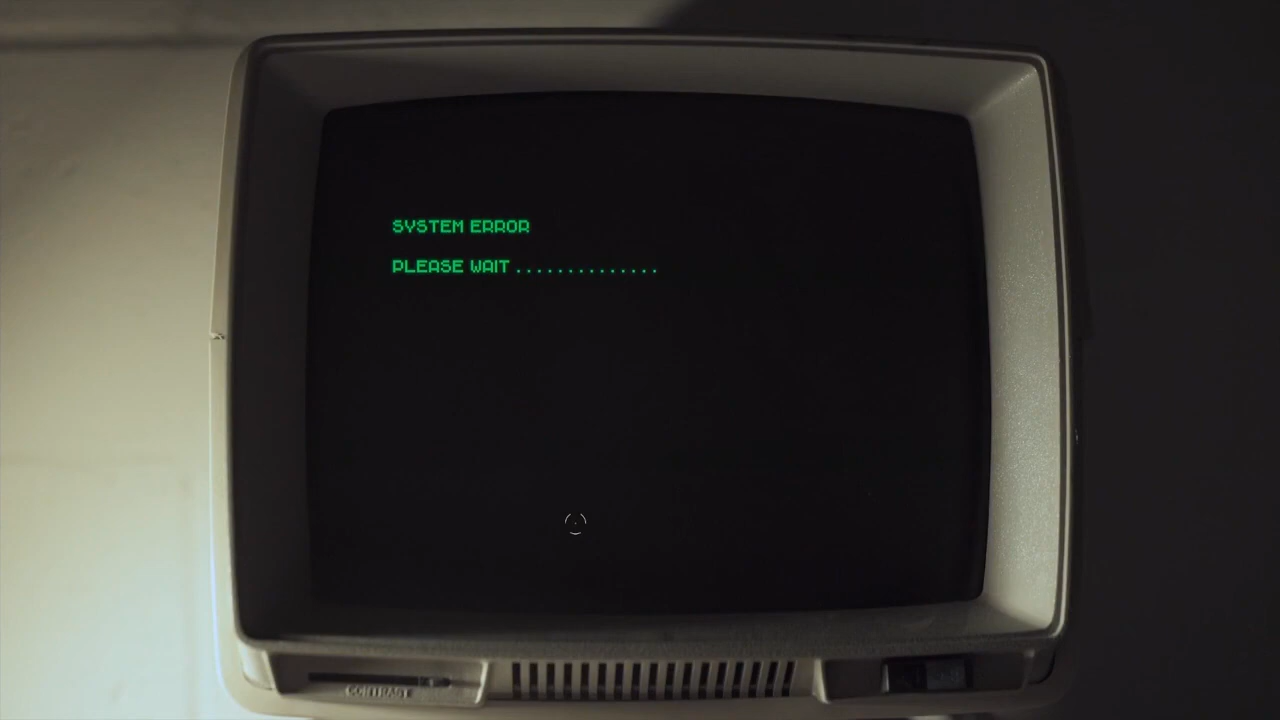 SYSTEM ERROR
PLEASE WAIT..............
CONTRAST